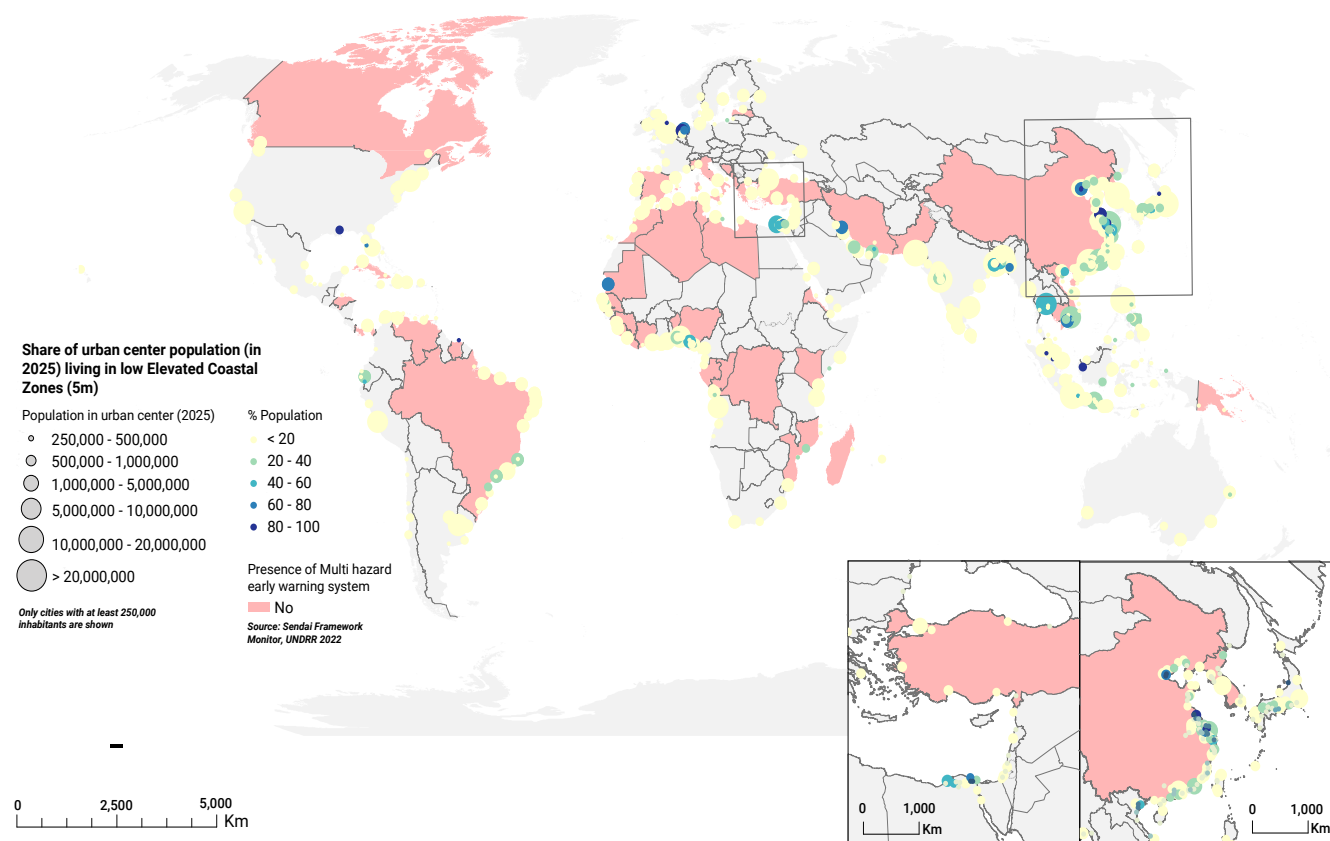 Share of urban center population (in
2025) living in low Elevated Coastal
Zones (5m)
Population in urban center (2025)
250,000 - 500,000
500,000 - 1,000,000
1,000,000 - 5,000,000
5,000,000 - 10,000,000
10,000,000 - 20,000,000
> 20,000,000
Only cities with at least 250,000
inhabitants are shown
% Population
< 20
20 - 40
40 - 60
60 - 80
80 - 100
Presence of Multi hazard
early warning system
No
Source: Sendai Framework
Monitor, UNDRR 2022
0 2,500 5,000
Km
0 1,000
Km
0 1,000
Km